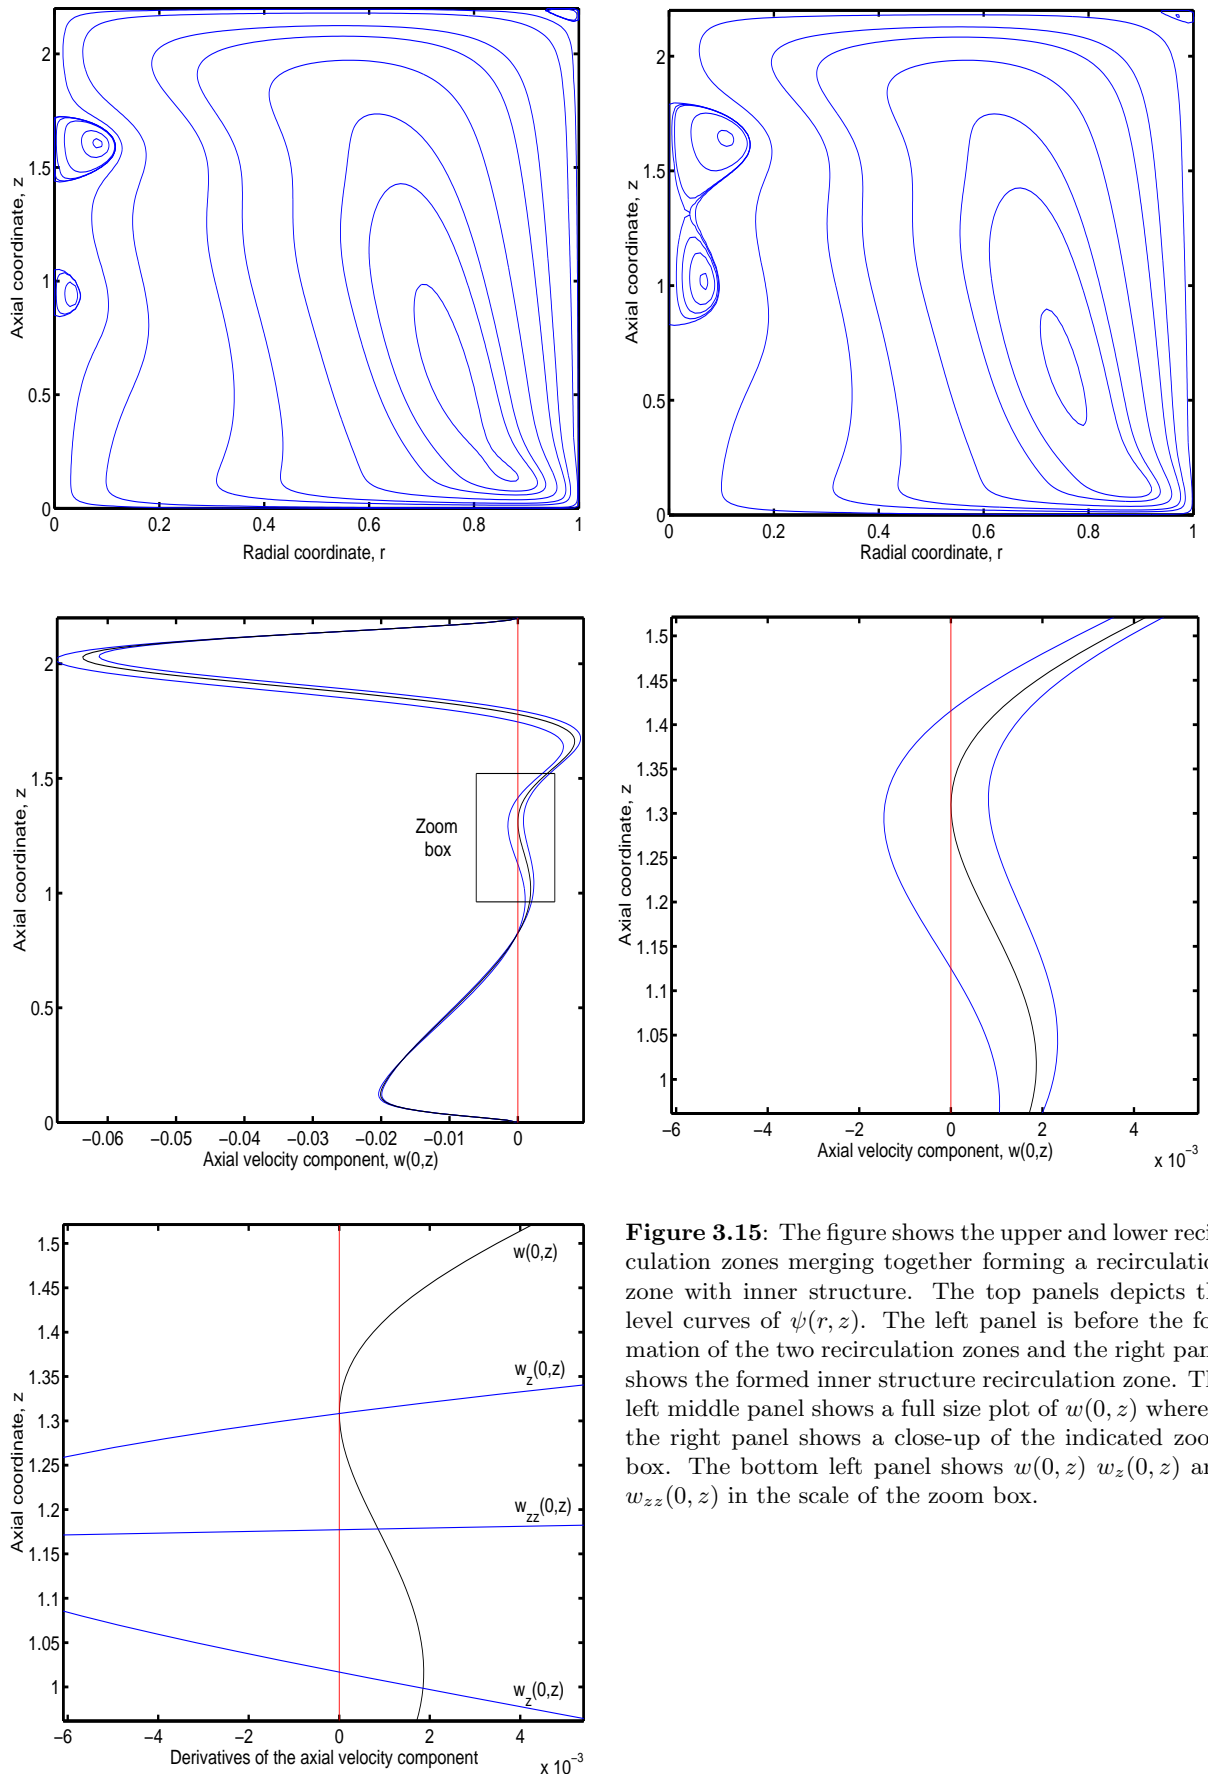 2
1.5
1
0.5
0
Axial coordinate, z
0 0.2 0.4 0.6 0.8 1
Radial coordinate, r
2
1.5
1
0.5
0
Axial coordinate, z
0 0.2 0.4 0.6 0.8 1
Radial coordinate, r
2
1.5
1
0.5
0
Axial coordinate, z
Zoom
box
−0.06 −0.05 −0.04 −0.03 −0.02 −0.01 0
Axial velocity component, w(0,z)
1.5
1.45
1.4
1.35
1.3
1.25
1.2
1.15
1.1
1.05
1
Axial coordinate, z
−6 −4 −2 0 2 4
Axial velocity component, w(0,z)
x 10⁻³
1.5
1.45
1.4
1.35
1.3
1.25
1.2
1.15
1.1
1.05
1
Axial coordinate, z
w(0,z)
w_z(0,z)
w_zz(0,z)
w_z(0,z)
−6 −4 −2 0 2 4
Derivatives of the axial velocity component
x 10⁻³
Figure 3.15: The figure shows the upper and lower reci
culation zones merging together forming a recirculatio
zone with inner structure. The top panels depicts th
level curves of ψ(r, z). The left panel is before the fo
mation of the two recirculation zones and the right pan
shows the formed inner structure recirculation zone. Th
left middle panel shows a full size plot of w(0, z) where
the right panel shows a close-up of the indicated zoo
box. The bottom left panel shows w(0, z) w_z(0, z) an
w_zz(0, z) in the scale of the zoom box.